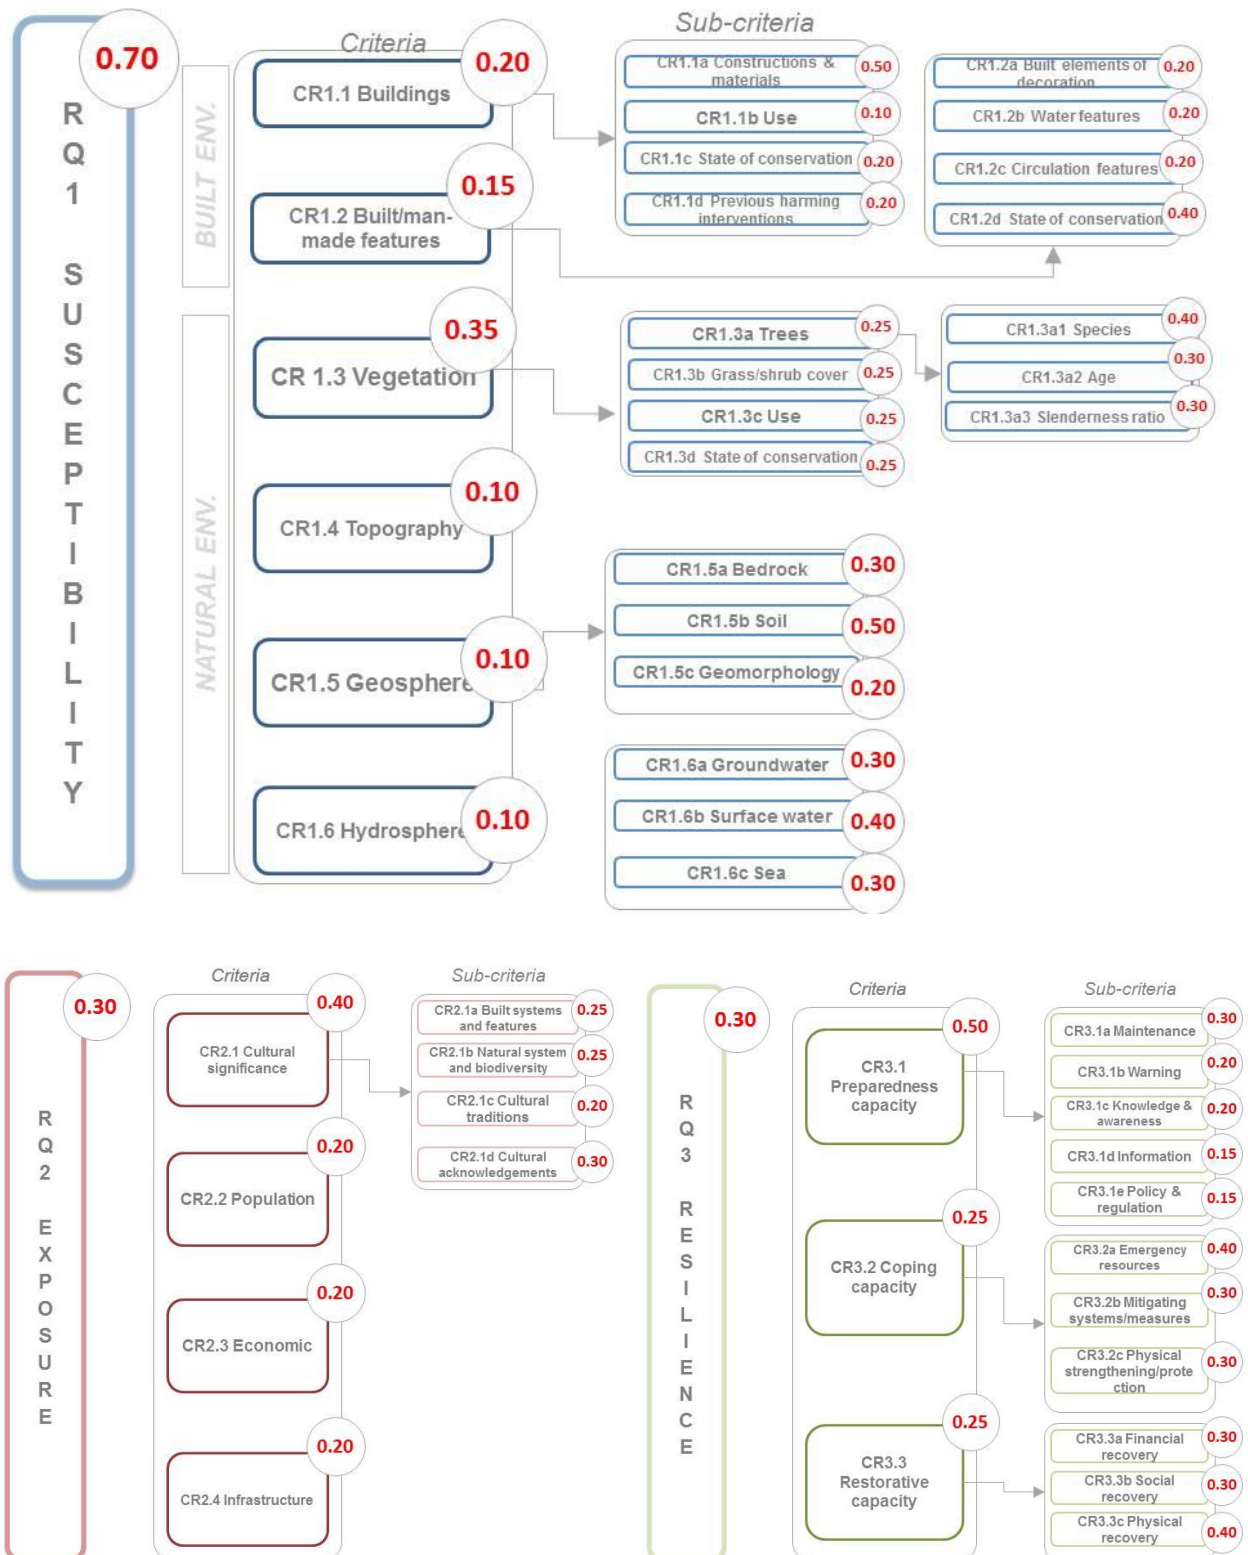 0.70
RQ1 SUSCEPTIBILITY
BUILT ENV.
NATURAL ENV.
Criteria
CR1.1 Buildings
0.20
CR1.2 Built/man-
made features
0.15
CR 1.3 Vegetation
0.35
CR1.4 Topography
0.10
CR1.5 Geosphere
0.10
CR1.6 Hydrosphere
0.10
Sub-criteria
CR1.1a Constructions &
materials
0.50
CR1.1b Use
0.10
CR1.1c State of conservation
0.20
CR1.1d Previous harming
interventions
0.20
CR1.2a Built elements of
decoration
0.20
CR1.2b Water features
0.20
CR1.2c Circulation features
0.20
CR1.2d State of conservation
0.40
CR1.3a Trees
0.25
CR1.3b Grass/shrub cover
0.25
CR1.3c Use
0.25
CR1.3d State of conservation
0.25
CR1.3a1 Species
0.40
CR1.3a2 Age
0.30
CR1.3a3 Slenderness ratio
0.30
CR1.5a Bedrock
0.30
CR1.5b Soil
0.50
CR1.5c Geomorphology
0.20
CR1.6a Groundwater
0.30
CR1.6b Surface water
0.40
CR1.6c Sea
0.30
0.30
RQ2 EXPOSURE
Criteria
CR2.1 Cultural
significance
0.40
CR2.2 Population
0.20
CR2.3 Economic
0.20
CR2.4 Infrastructure
0.20
Sub-criteria
CR2.1a Built systems
and features
0.25
CR2.1b Natural system
and biodiversity
0.25
CR2.1c Cultural
traditions
0.20
CR2.1d Cultural
acknowledgements
0.30
0.30
RQ3 RESILIENCE
Criteria
CR3.1
Preparedness
capacity
0.50
CR3.2 Coping
capacity
0.25
CR3.3
Restorative
capacity
0.25
Sub-criteria
CR3.1a Maintenance
0.30
CR3.1b Warning
0.20
CR3.1c Knowledge &
awareness
0.20
CR3.1d Information
0.15
CR3.1e Policy &
regulation
0.15
CR3.2a Emergency
resources
0.40
CR3.2b Mitigating
systems/measures
0.30
CR3.2c Physical
strengthening/prote
ction
0.30
CR3.3a Financial
recovery
0.30
CR3.3b Social
recovery
0.30
CR3.3c Physical
recovery
0.40